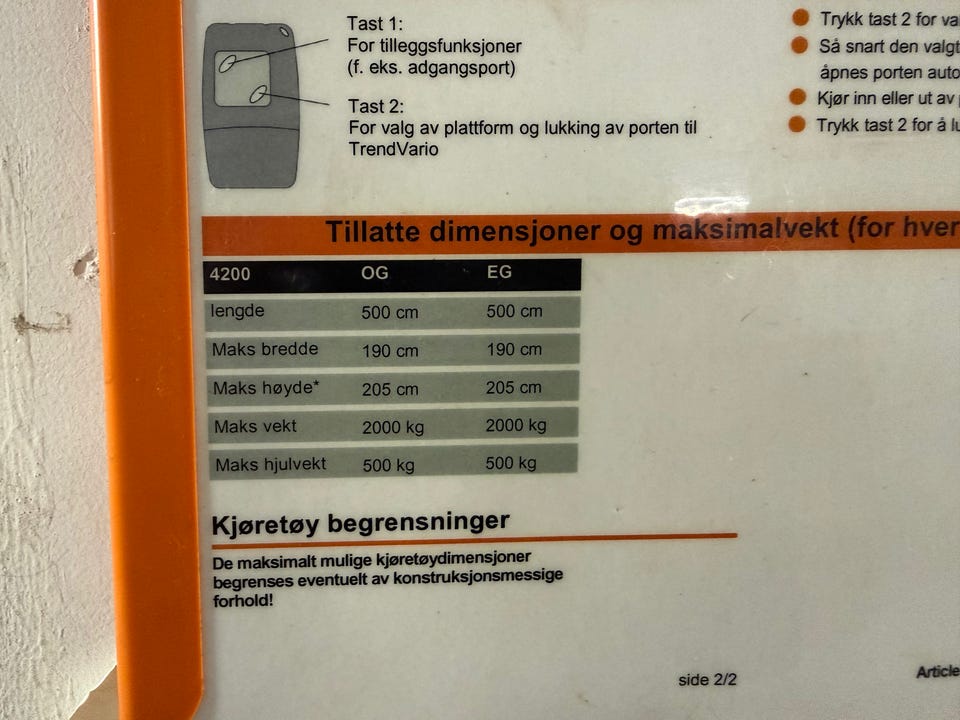 Tast 1:
For tilleggsfunksjoner
(f. eks. adgangsport)
Tast 2:
For valg av plattform og lukking av porten til
TrendVario
Trykk tast 2 for
Så snart den
åpnes porten
Kjør inn eller ut av
Trykk tast 2 for å
Tillatte dimensjoner og maksimalvekt (for hver
4200 OG EG
lengde 500 cm 500 cm
Maks bredde 190 cm 190 cm
Maks høyde* 205 cm 205 cm
Maks vekt 2000 kg 2000 kg
Maks hjulvekt 500 kg 500 kg
Kjøretøy begrensninger
De maksimalt mulige kjøretøydimensjoner
begrenses eventuelt av konstruksjonsmessige
forhold!
side 2/2
Article